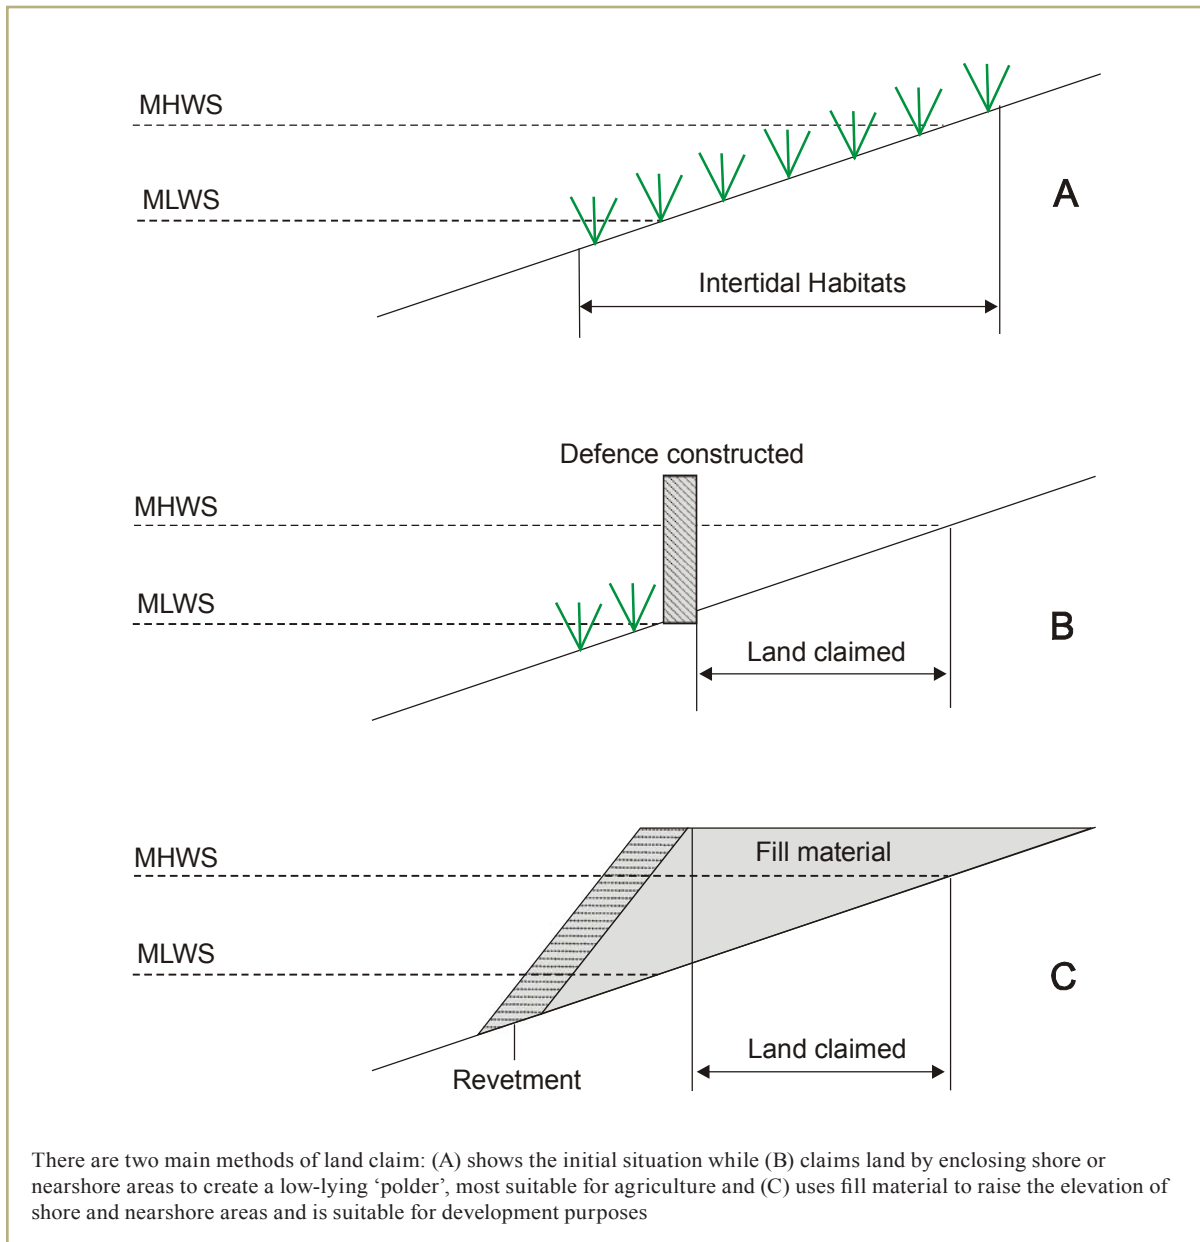 MHWS
MLWS
A
Intertidal Habitats
Defence constructed
MHWS
MLWS
B
Land claimed
MHWS
Fill material
MLWS
C
Land claimed
Revetment
There are two main methods of land claim: (A) shows the initial situation while (B) claims land by enclosing shore or
nearshore areas to create a low-lying ‘polder’, most suitable for agriculture and (C) uses fill material to raise the elevation of
shore and nearshore areas and is suitable for development purposes